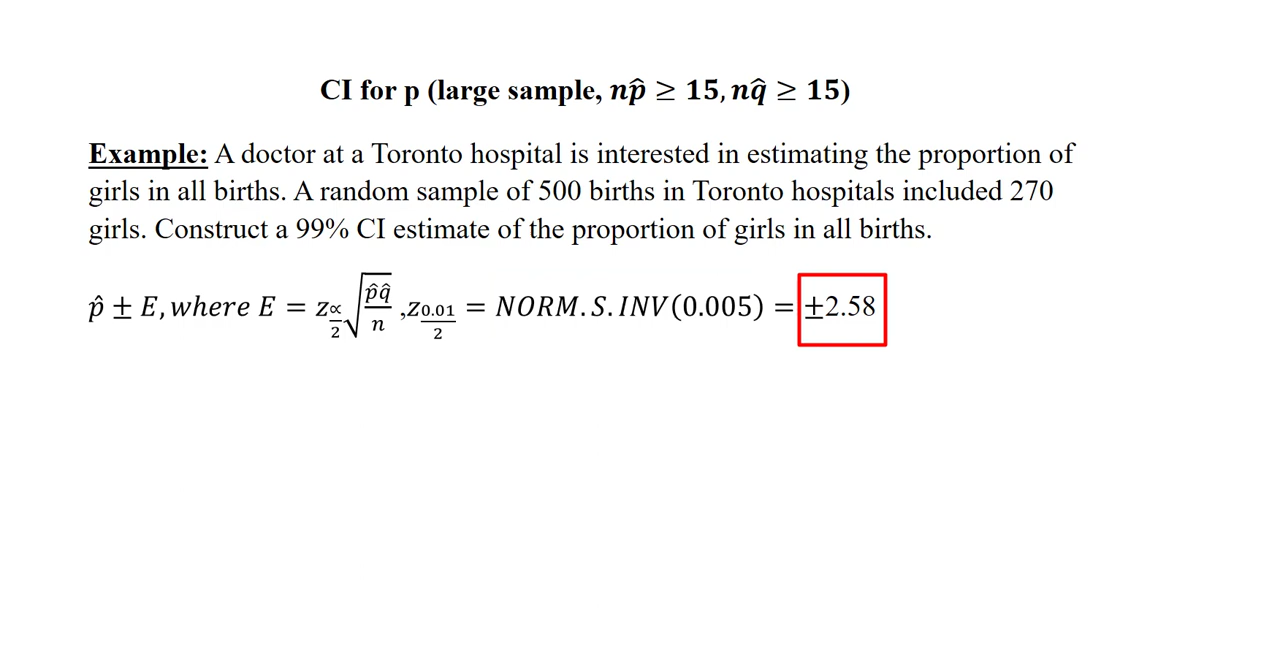 CI for p (large sample, np̂ ≥ 15, nq̂ ≥ 15)
Example: A doctor at a Toronto hospital is interested in estimating the proportion of
girls in all births. A random sample of 500 births in Toronto hospitals included 270
girls. Construct a 99% CI estimate of the proportion of girls in all births.
p̂ ± E, where E = z_(∝/2) √(p̂q̂/n) ,z_(0.01/2) = NORM.S.INV(0.005) = ±2.58